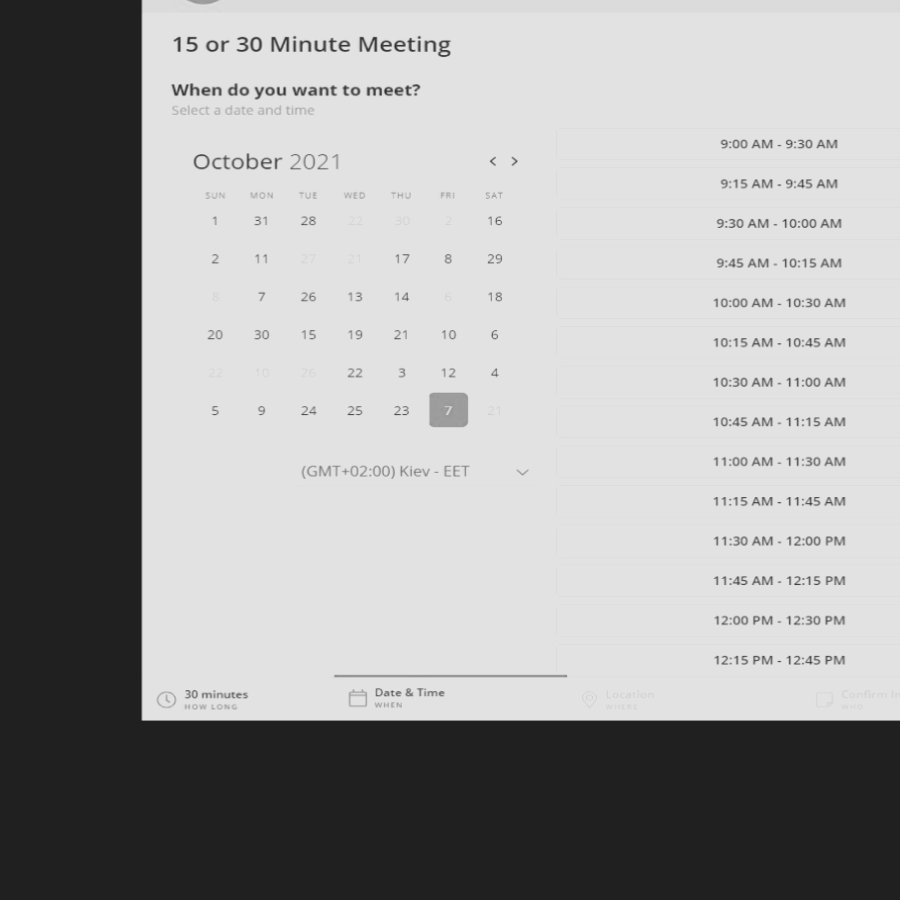 15 or 30 Minute Meeting
When do you want to meet?
Select a date and time
October 2021 < >
SUN MON TUE WED THU FRI SAT
1 31 28 22 30 2 16
2 11 27 21 17 8 29
8 7 26 13 14 6 18
20 30 15 19 21 10 6
22 10 26 22 3 12 4
5 9 24 25 23 7 21
(GMT+02:00) Kiev - EET
9:00 AM - 9:30 AM
9:15 AM - 9:45 AM
9:30 AM - 10:00 AM
9:45 AM - 10:15 AM
10:00 AM - 10:30 AM
10:15 AM - 10:45 AM
10:30 AM - 11:00 AM
10:45 AM - 11:15 AM
11:00 AM - 11:30 AM
11:15 AM - 11:45 AM
11:30 AM - 12:00 PM
11:45 AM - 12:15 PM
12:00 PM - 12:30 PM
12:15 PM - 12:45 PM
30 minutes
HOW LONG
Date & Time
WHEN
Location
WHERE
Confirm
WHO